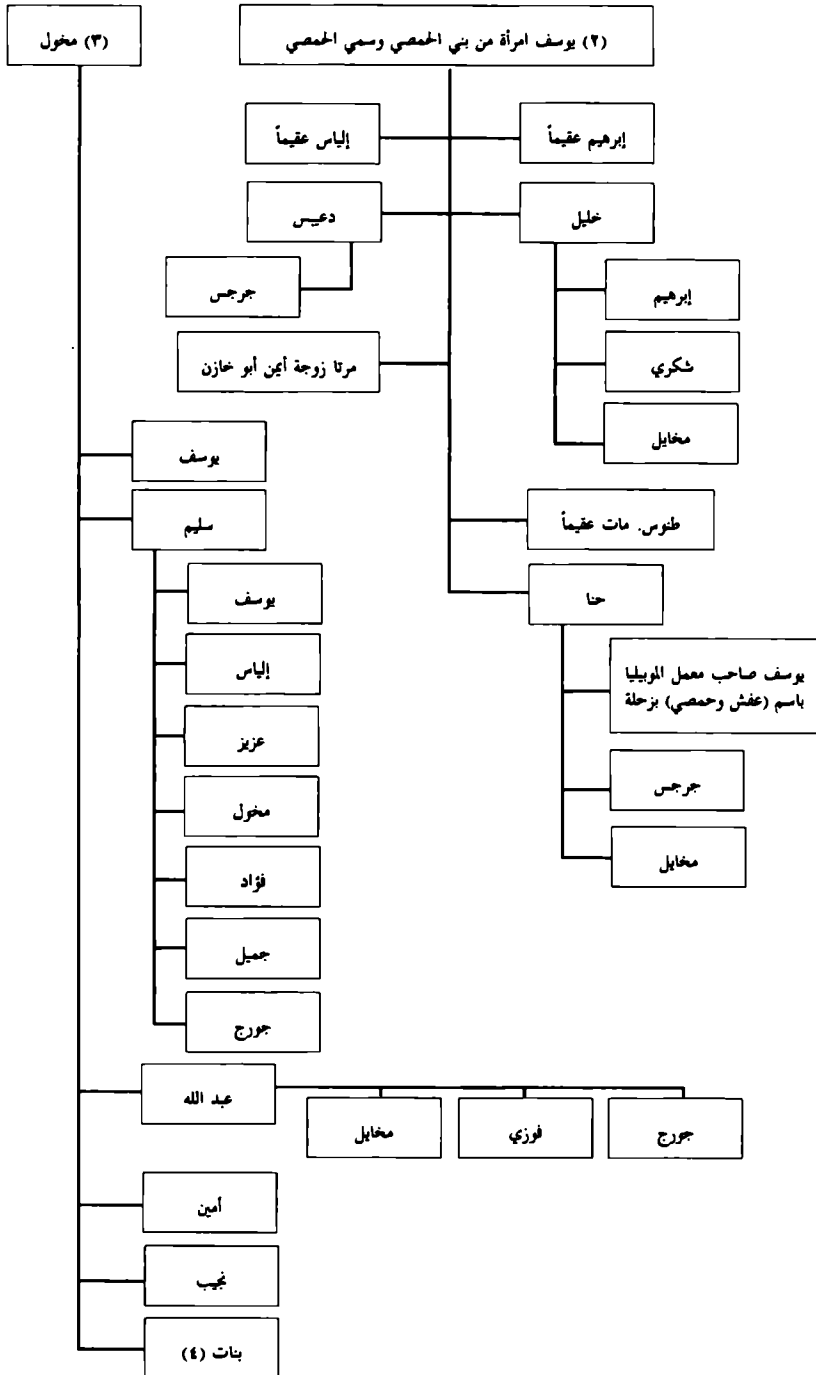 (٢) يوسف امرأة من بني الحمصي وسمي الحمصي
إبرهيم عقيماً
إلياس عقيماً
خليل
دعيبس
إبرهيم
شكري
مخايل
جرجس
مرتا زوجة أيمن أبو خازن
طنوس. مات عقيماً
حنا
يوسف صاحب معمل الموبيليا
باسم (عفش وحمصي) بزحلة
جرجس
مخايل
(٣) مخول
يوسف
سليم
يوسف
إلياس
عزيز
مخول
فؤاد
جميل
جورج
عبد الله
جورج
فوزي
مخايل
أمين
نجيب
بنات (٤)